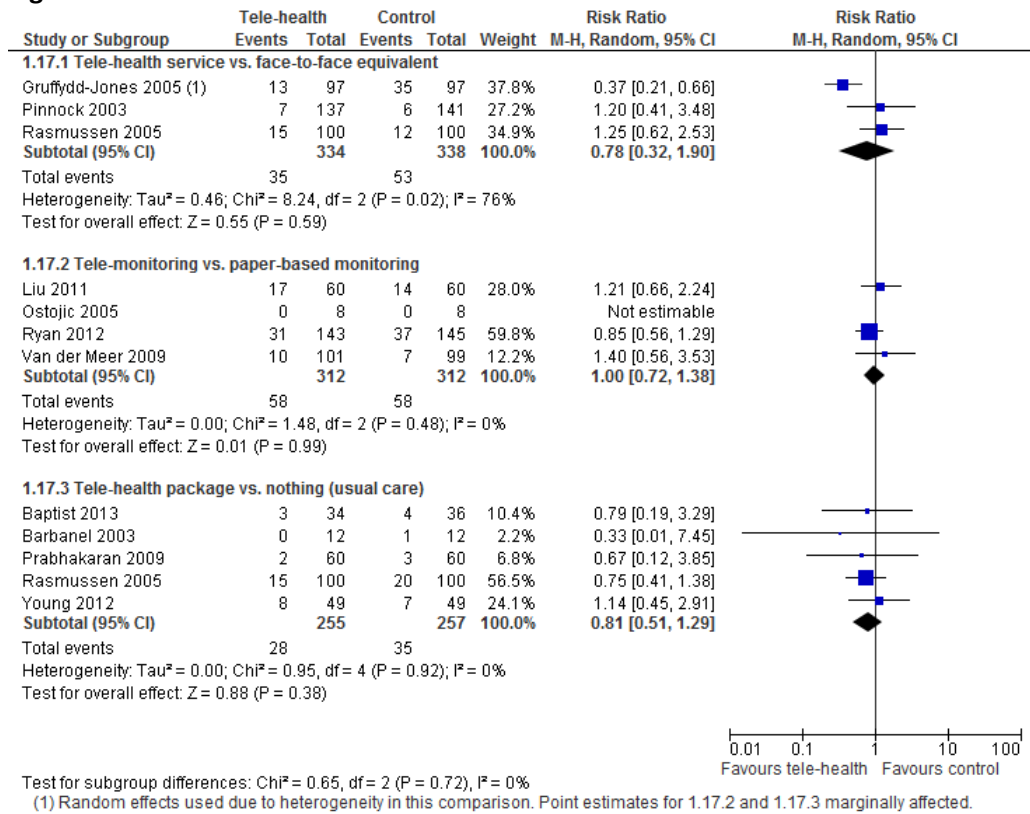 Tele-health Control Risk Ratio Risk Ratio
Study or Subgroup Events Total Events Total Weight M-H, Random, 95% CI M-H, Random, 95% CI
1.17.1 Tele-health service vs. face-to-face equivalent
Gruffydd-Jones 2005 (1) 13 97 35 97 37.8% 0.37 [0.21, 0.66]
Pinnock 2003 7 137 6 141 27.2% 1.20 [0.41, 3.48]
Rasmussen 2005 15 100 12 100 34.9% 1.25 [0.62, 2.53]
Subtotal (95% CI) 334 338 100.0% 0.78 [0.32, 1.90]
Total events 35 53
Heterogeneity: Tau² = 0.46; Chi² = 8.24, df = 2 (P = 0.02); I² = 76%
Test for overall effect: Z = 0.55 (P = 0.59)
1.17.2 Tele-monitoring vs. paper-based monitoring
Liu 2011 17 60 14 60 28.0% 1.21 [0.66, 2.24]
Ostojic 2005 0 8 0 8 Not estimable
Ryan 2012 31 143 37 145 59.8% 0.85 [0.56, 1.29]
Van der Meer 2009 10 101 7 99 12.2% 1.40 [0.56, 3.53]
Subtotal (95% CI) 312 312 100.0% 1.00 [0.72, 1.38]
Total events 58 58
Heterogeneity: Tau² = 0.00; Chi² = 1.48, df = 2 (P = 0.48); I² = 0%
Test for overall effect: Z = 0.01 (P = 0.99)
1.17.3 Tele-health package vs. nothing (usual care)
Baptist 2013 3 34 4 36 10.4% 0.79 [0.19, 3.29]
Barbanel 2003 0 12 1 12 2.2% 0.33 [0.01, 7.45]
Prabhakaran 2009 2 60 3 60 6.8% 0.67 [0.12, 3.85]
Rasmussen 2005 15 100 20 100 56.5% 0.75 [0.41, 1.38]
Young 2012 8 49 7 49 24.1% 1.14 [0.45, 2.91]
Subtotal (95% CI) 255 257 100.0% 0.81 [0.51, 1.29]
Total events 28 35
Heterogeneity: Tau² = 0.00; Chi² = 0.95, df = 4 (P = 0.92); I² = 0%
Test for overall effect: Z = 0.88 (P = 0.38)
0.01 0.1 1 10 100
Favours tele-health Favours control
Test for subgroup differences: Chi² = 0.65, df = 2 (P = 0.72), I² = 0%
(1) Random effects used due to heterogeneity in this comparison. Point estimates for 1.17.2 and 1.17.3 marginally affected.